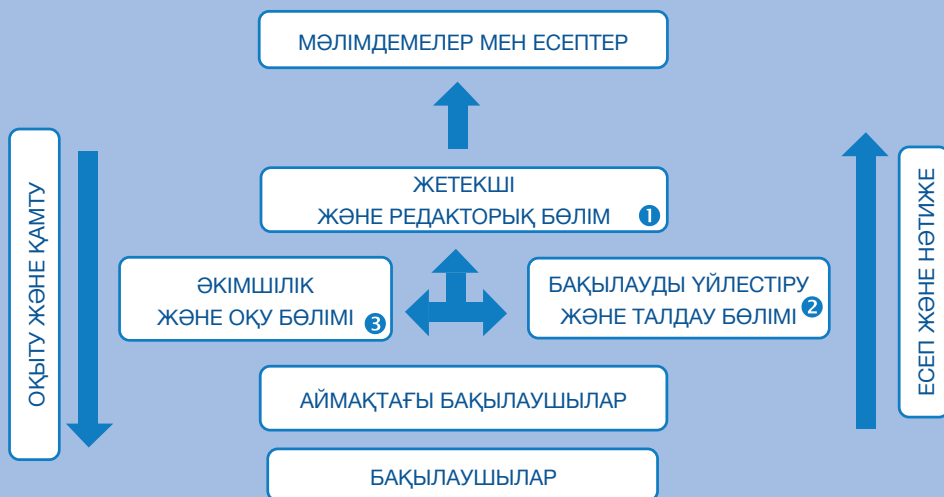 МӘЛІМДЕМЕЛЕР МЕН ЕСЕПТЕР
ОҚЫТУ ЖӘНЕ ҚАМТУ
ЖЕТЕКШІ
ЖӘНЕ РЕДАКТОРЫҚ БӨЛІМ 1
ӘКІМШІЛІК
ЖӘНЕ ОҚУ БӨЛІМІ 3
БАҚЫЛАУДЫ ҮЙЛЕСТІРУ
ЖӘНЕ ТАЛДАУ БӨЛІМІ 2
ЕСЕП ЖӘНЕ НӘТИЖЕ
АЙМАҚТАҒЫ БАҚЫЛАУШЫЛАР
БАҚЫЛАУШЫЛАР